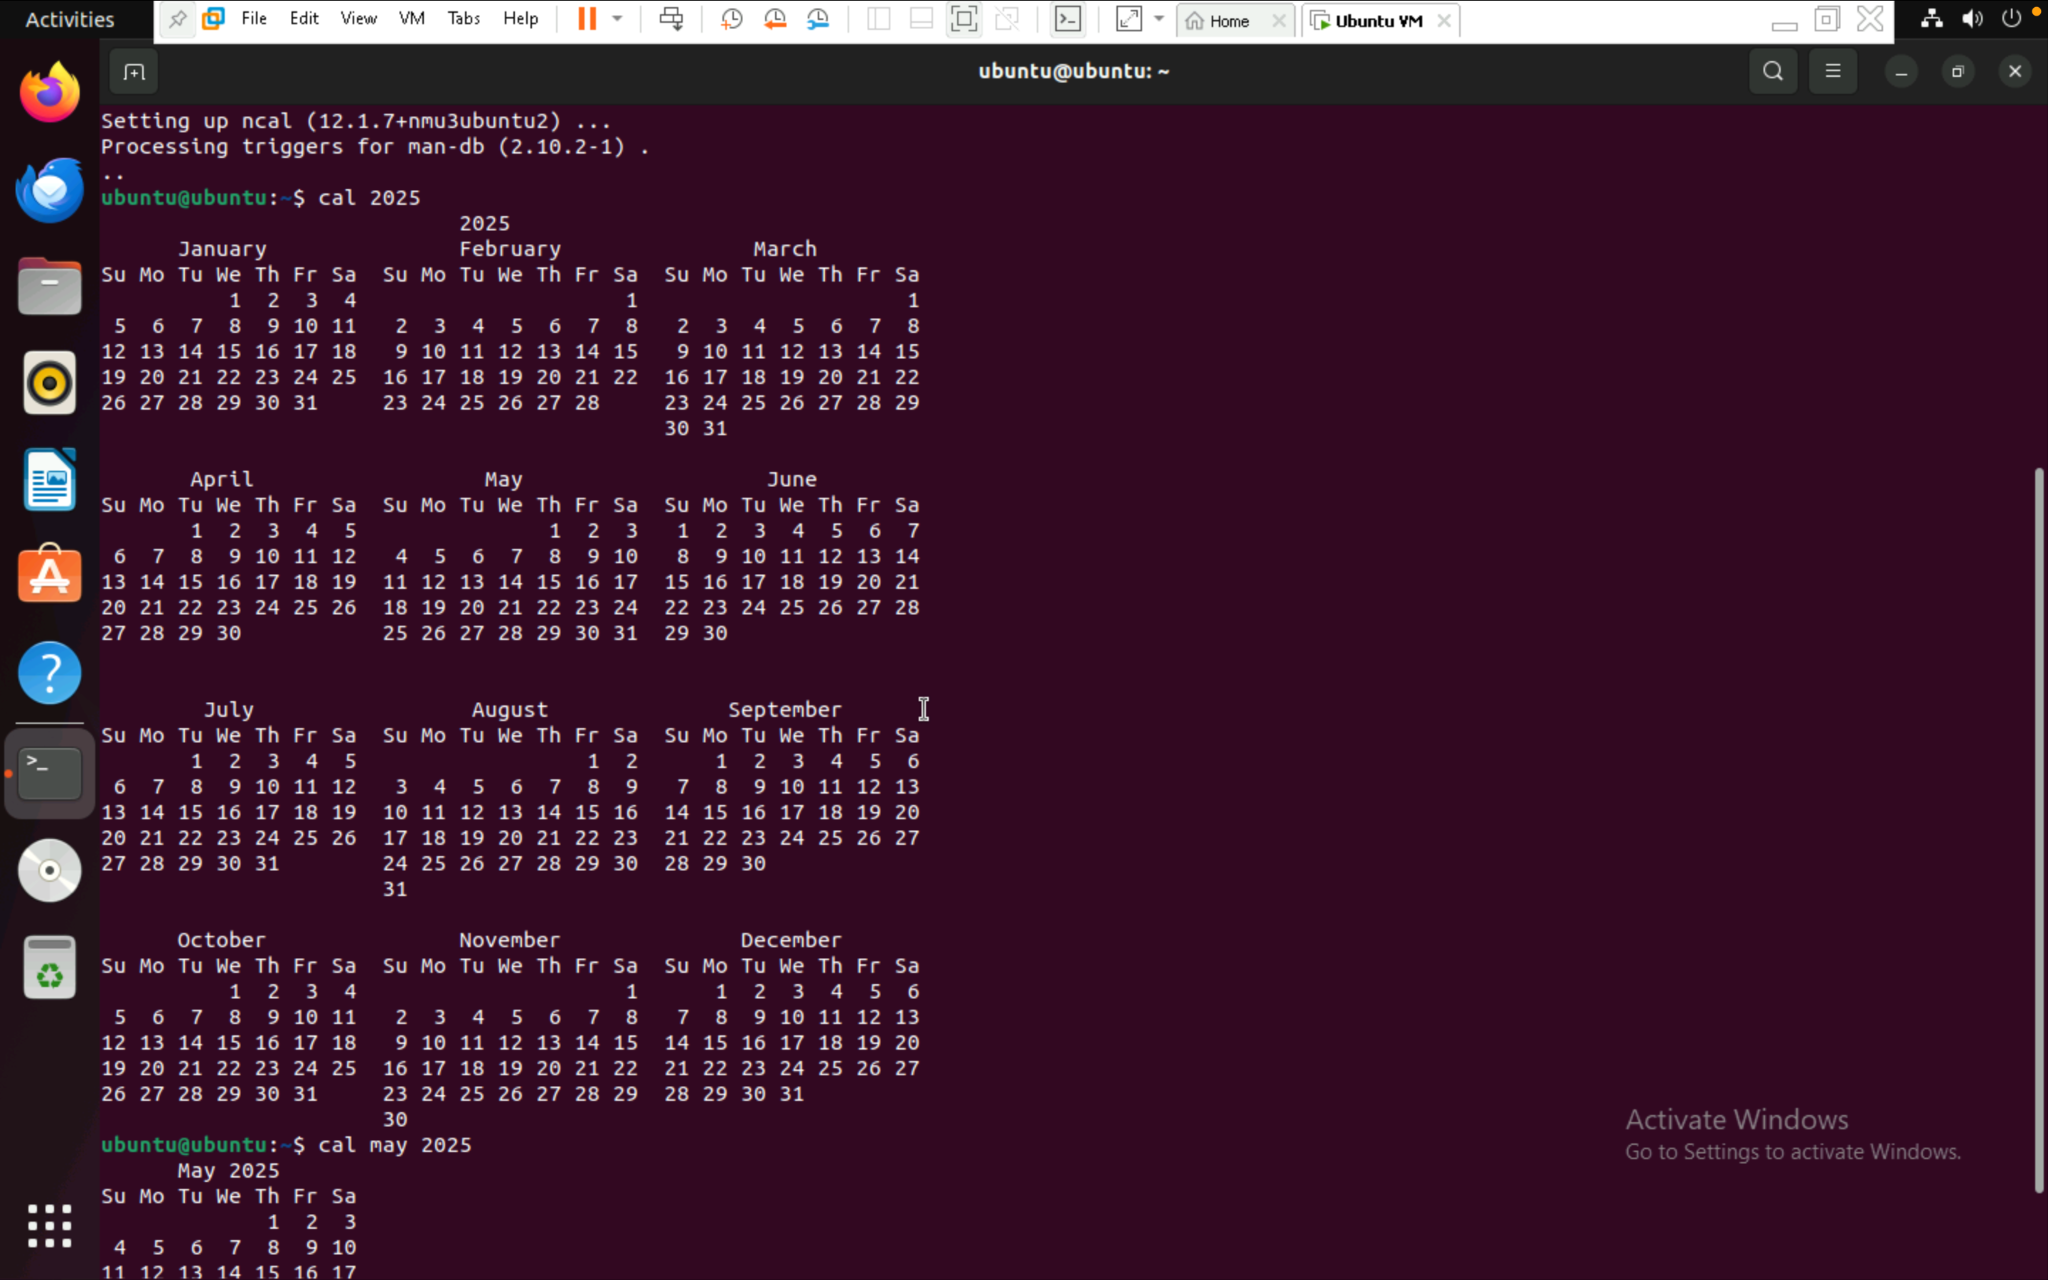 Activities File Edit View VM Tabs Help Home Ubuntu VM
ubuntu@ubuntu: ~
Setting up ncal (12.1.7+nmu3ubuntu2) ...
Processing triggers for man-db (2.10.2-1) .
..
ubuntu@ubuntu:~$ cal 2025
2025
January February March
Su Mo Tu We Th Fr Sa Su Mo Tu We Th Fr Sa Su Mo Tu We Th Fr Sa
1 2 3 4 1 1
5 6 7 8 9 10 11 2 3 4 5 6 7 8 2 3 4 5 6 7 8
12 13 14 15 16 17 18 9 10 11 12 13 14 15 9 10 11 12 13 14 15
19 20 21 22 23 24 25 16 17 18 19 20 21 22 16 17 18 19 20 21 22
26 27 28 29 30 31 23 24 25 26 27 28 23 24 25 26 27 28 29
30 31
April May June
Su Mo Tu We Th Fr Sa Su Mo Tu We Th Fr Sa Su Mo Tu We Th Fr Sa
1 2 3 4 5 1 2 3 1 2 3 4 5 6 7
6 7 8 9 10 11 12 4 5 6 7 8 9 10 8 9 10 11 12 13 14
13 14 15 16 17 18 19 11 12 13 14 15 16 17 15 16 17 18 19 20 21
20 21 22 23 24 25 26 18 19 20 21 22 23 24 22 23 24 25 26 27 28
27 28 29 30 25 26 27 28 29 30 31 29 30
July August September
Su Mo Tu We Th Fr Sa Su Mo Tu We Th Fr Sa Su Mo Tu We Th Fr Sa
1 2 3 4 5 1 2 1 2 3 4 5 6
6 7 8 9 10 11 12 3 4 5 6 7 8 9 7 8 9 10 11 12 13
13 14 15 16 17 18 19 10 11 12 13 14 15 16 14 15 16 17 18 19 20
20 21 22 23 24 25 26 17 18 19 20 21 22 23 21 22 23 24 25 26 27
27 28 29 30 31 24 25 26 27 28 29 30 28 29 30
31
October November December
Su Mo Tu We Th Fr Sa Su Mo Tu We Th Fr Sa Su Mo Tu We Th Fr Sa
1 2 3 4 1 1 2 3 4 5 6
5 6 7 8 9 10 11 2 3 4 5 6 7 8 7 8 9 10 11 12 13
12 13 14 15 16 17 18 9 10 11 12 13 14 15 14 15 16 17 18 19 20
19 20 21 22 23 24 25 16 17 18 19 20 21 22 21 22 23 24 25 26 27
26 27 28 29 30 31 23 24 25 26 27 28 29 28 29 30 31
30
ubuntu@ubuntu:~$ cal may 2025
May 2025
Su Mo Tu We Th Fr Sa
1 2 3
4 5 6 7 8 9 10
11 12 13 14 15 16 17
Activate Windows
Go to Settings to activate Windows.